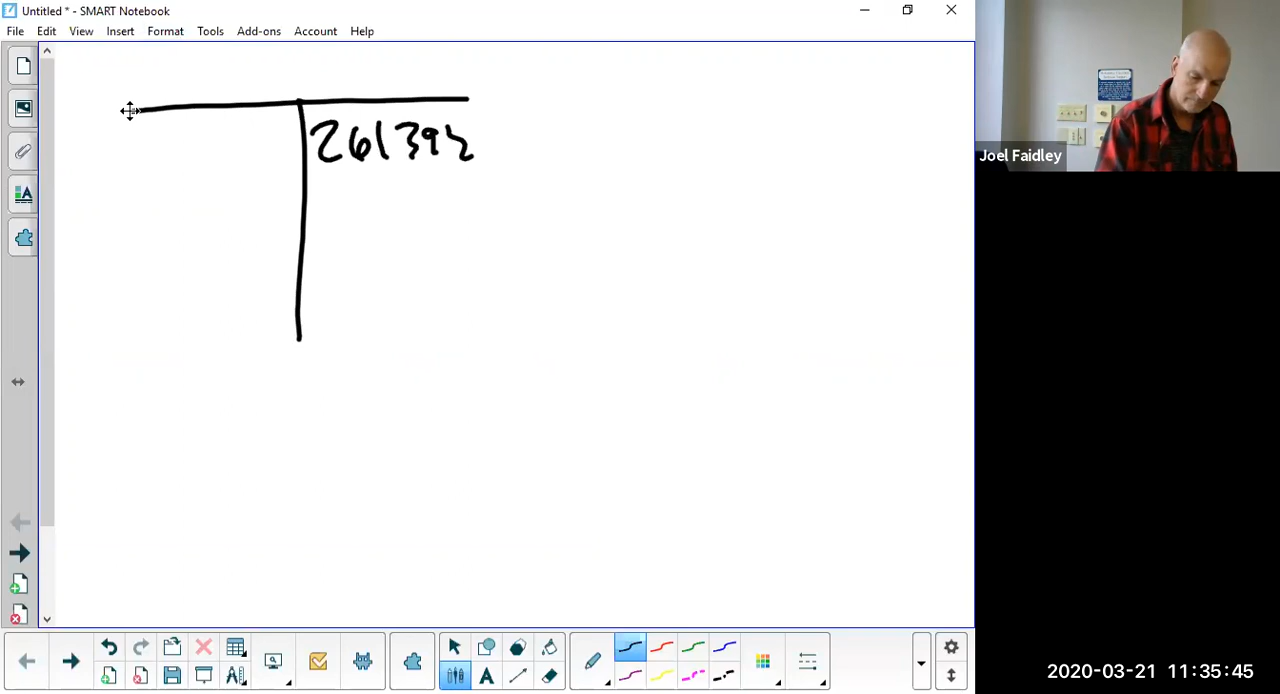 Untitled * - SMART Notebook
File Edit View Insert Format Tools Add-ons Account Help
261392
Joel Faidley
2020-03-21 11:35:45